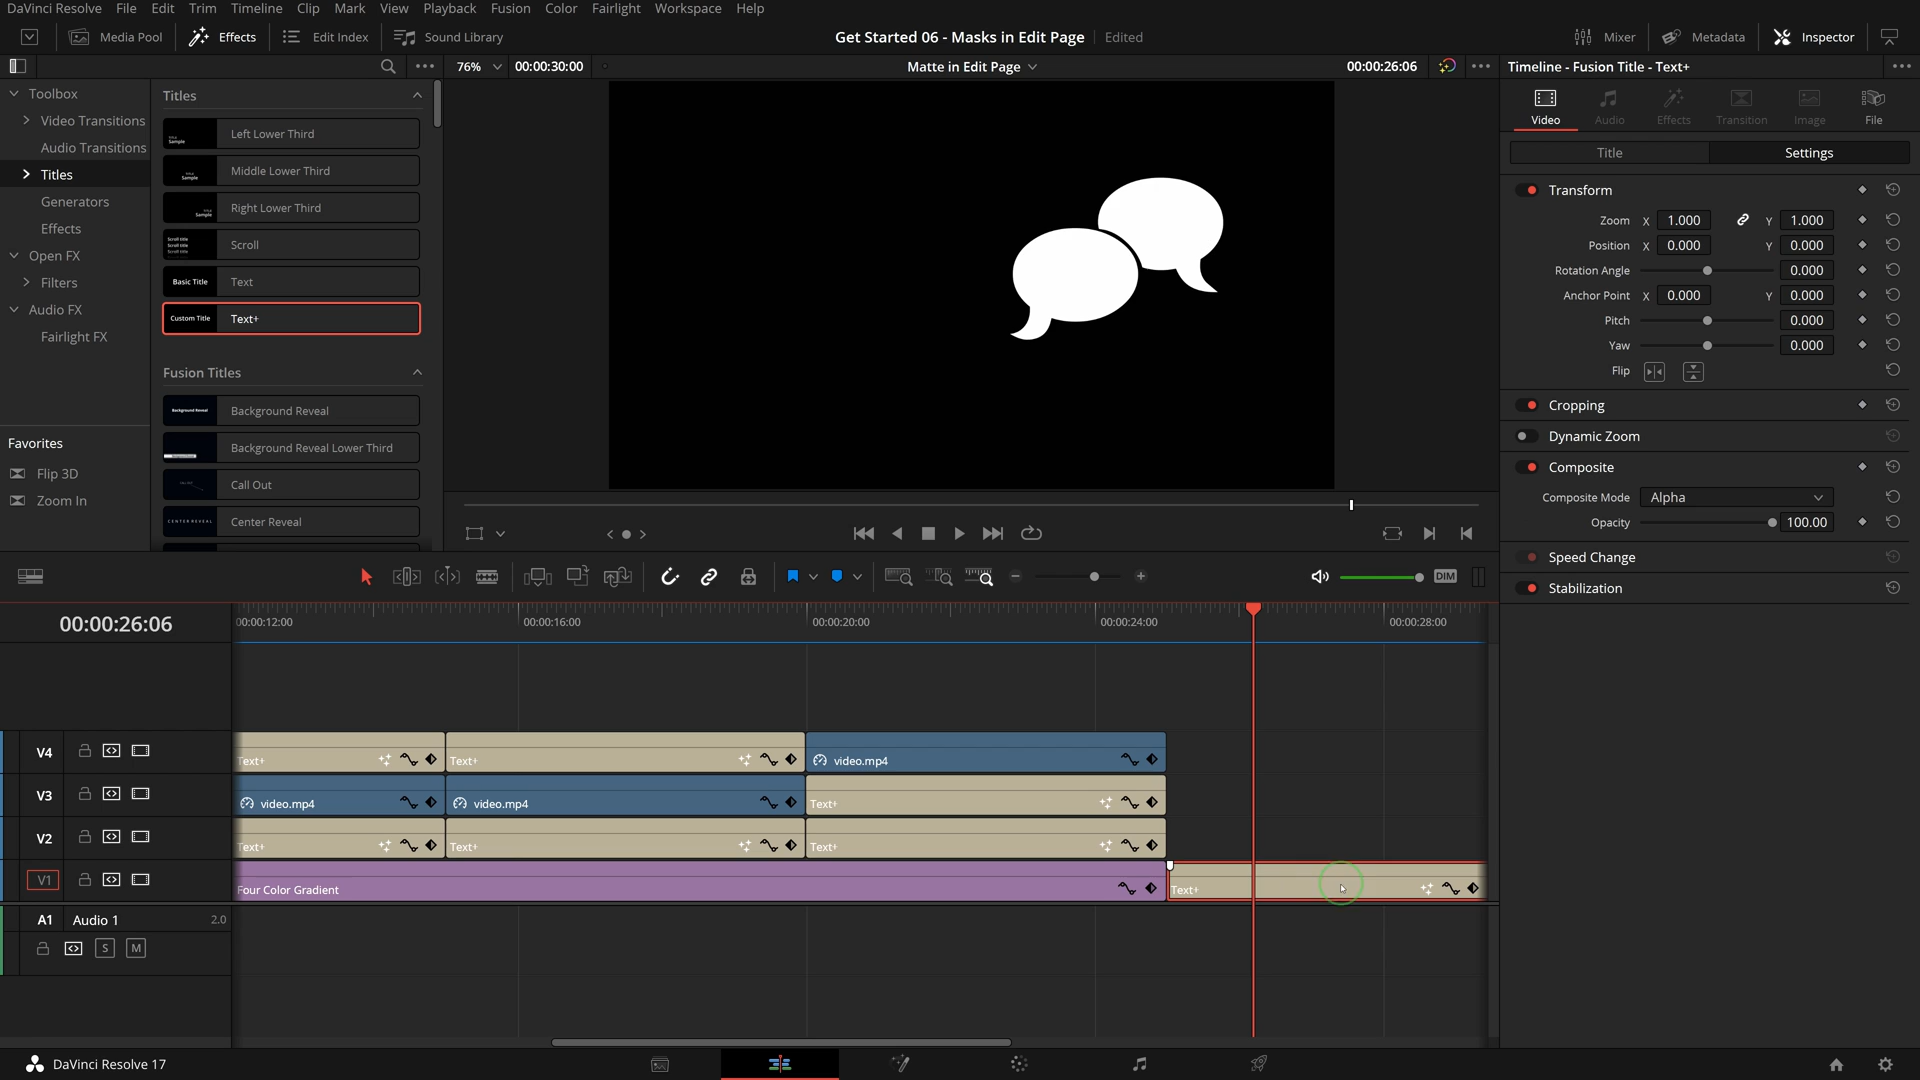 DaVinci Resolve File Edit Trim Timeline Clip Mark View Playback Fusion Color Fairlight Workspace Help
Media Pool Effects Edit Index Sound Library Get Started 06 - Masks in Edit Page Edited Mixer Metadata Inspector
76% 00:00:30:00 Matte in Edit Page 00:00:26:06 Timeline - Fusion Title - Text+
Toolbox
Video Transitions
Audio Transitions
Titles
Generators
Effects
Open FX
Filters
Audio FX
Fairlight FX
Favorites
Flip 3D
Zoom In
Titles
Left Lower Third
Middle Lower Third
Right Lower Third
Scroll
Basic Title Text
Custom Title Text+
Fusion Titles
Background Reveal
Background Reveal Lower Third
Call Out
CENTER REVEAL Center Reveal
Video Audio Effects Transition Image File
Title Settings
Transform
Zoom X 1.000 Y 1.000
Position X 0.000 Y 0.000
Rotation Angle 0.000
Anchor Point X 0.000 Y 0.000
Pitch 0.000
Yaw 0.000
Flip
Cropping
Dynamic Zoom
Composite
Composite Mode Alpha
Opacity 100.00
Speed Change
Stabilization
DIM
00:00:26:06 00:00:12:00 00:00:16:00 00:00:20:00 00:00:24:00 00:00:28:00
V4 Text+ Text+ video.mp4
V3 video.mp4 video.mp4 Text+
V2 Text+ Text+ Text+
V1 Four Color Gradient Text+
A1 Audio 1 2.0
S M
DaVinci Resolve 17